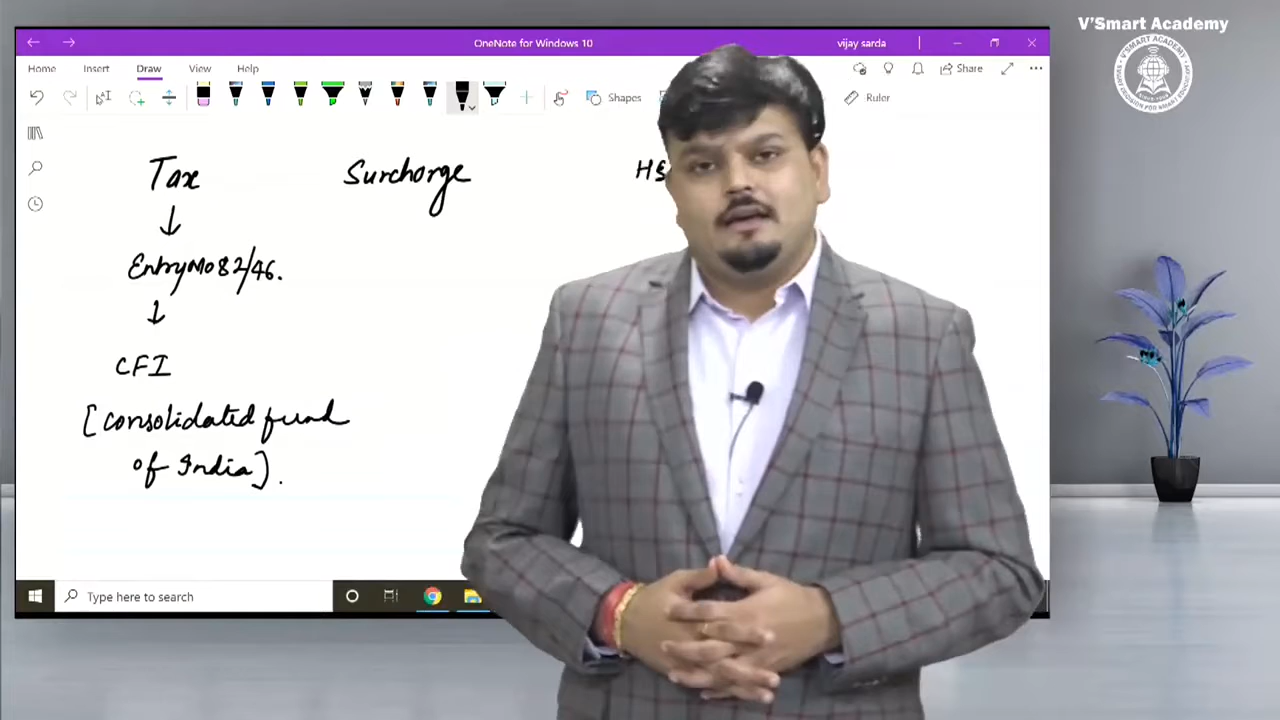 V'Smart Academy
OneNote for Windows 10
vijay sarda
Home Insert Draw View Help
Share
Shapes
Ruler
Tax Surcharge
Entry No 82/46.
CFI
[consolidated fund
of India].
Type here to search